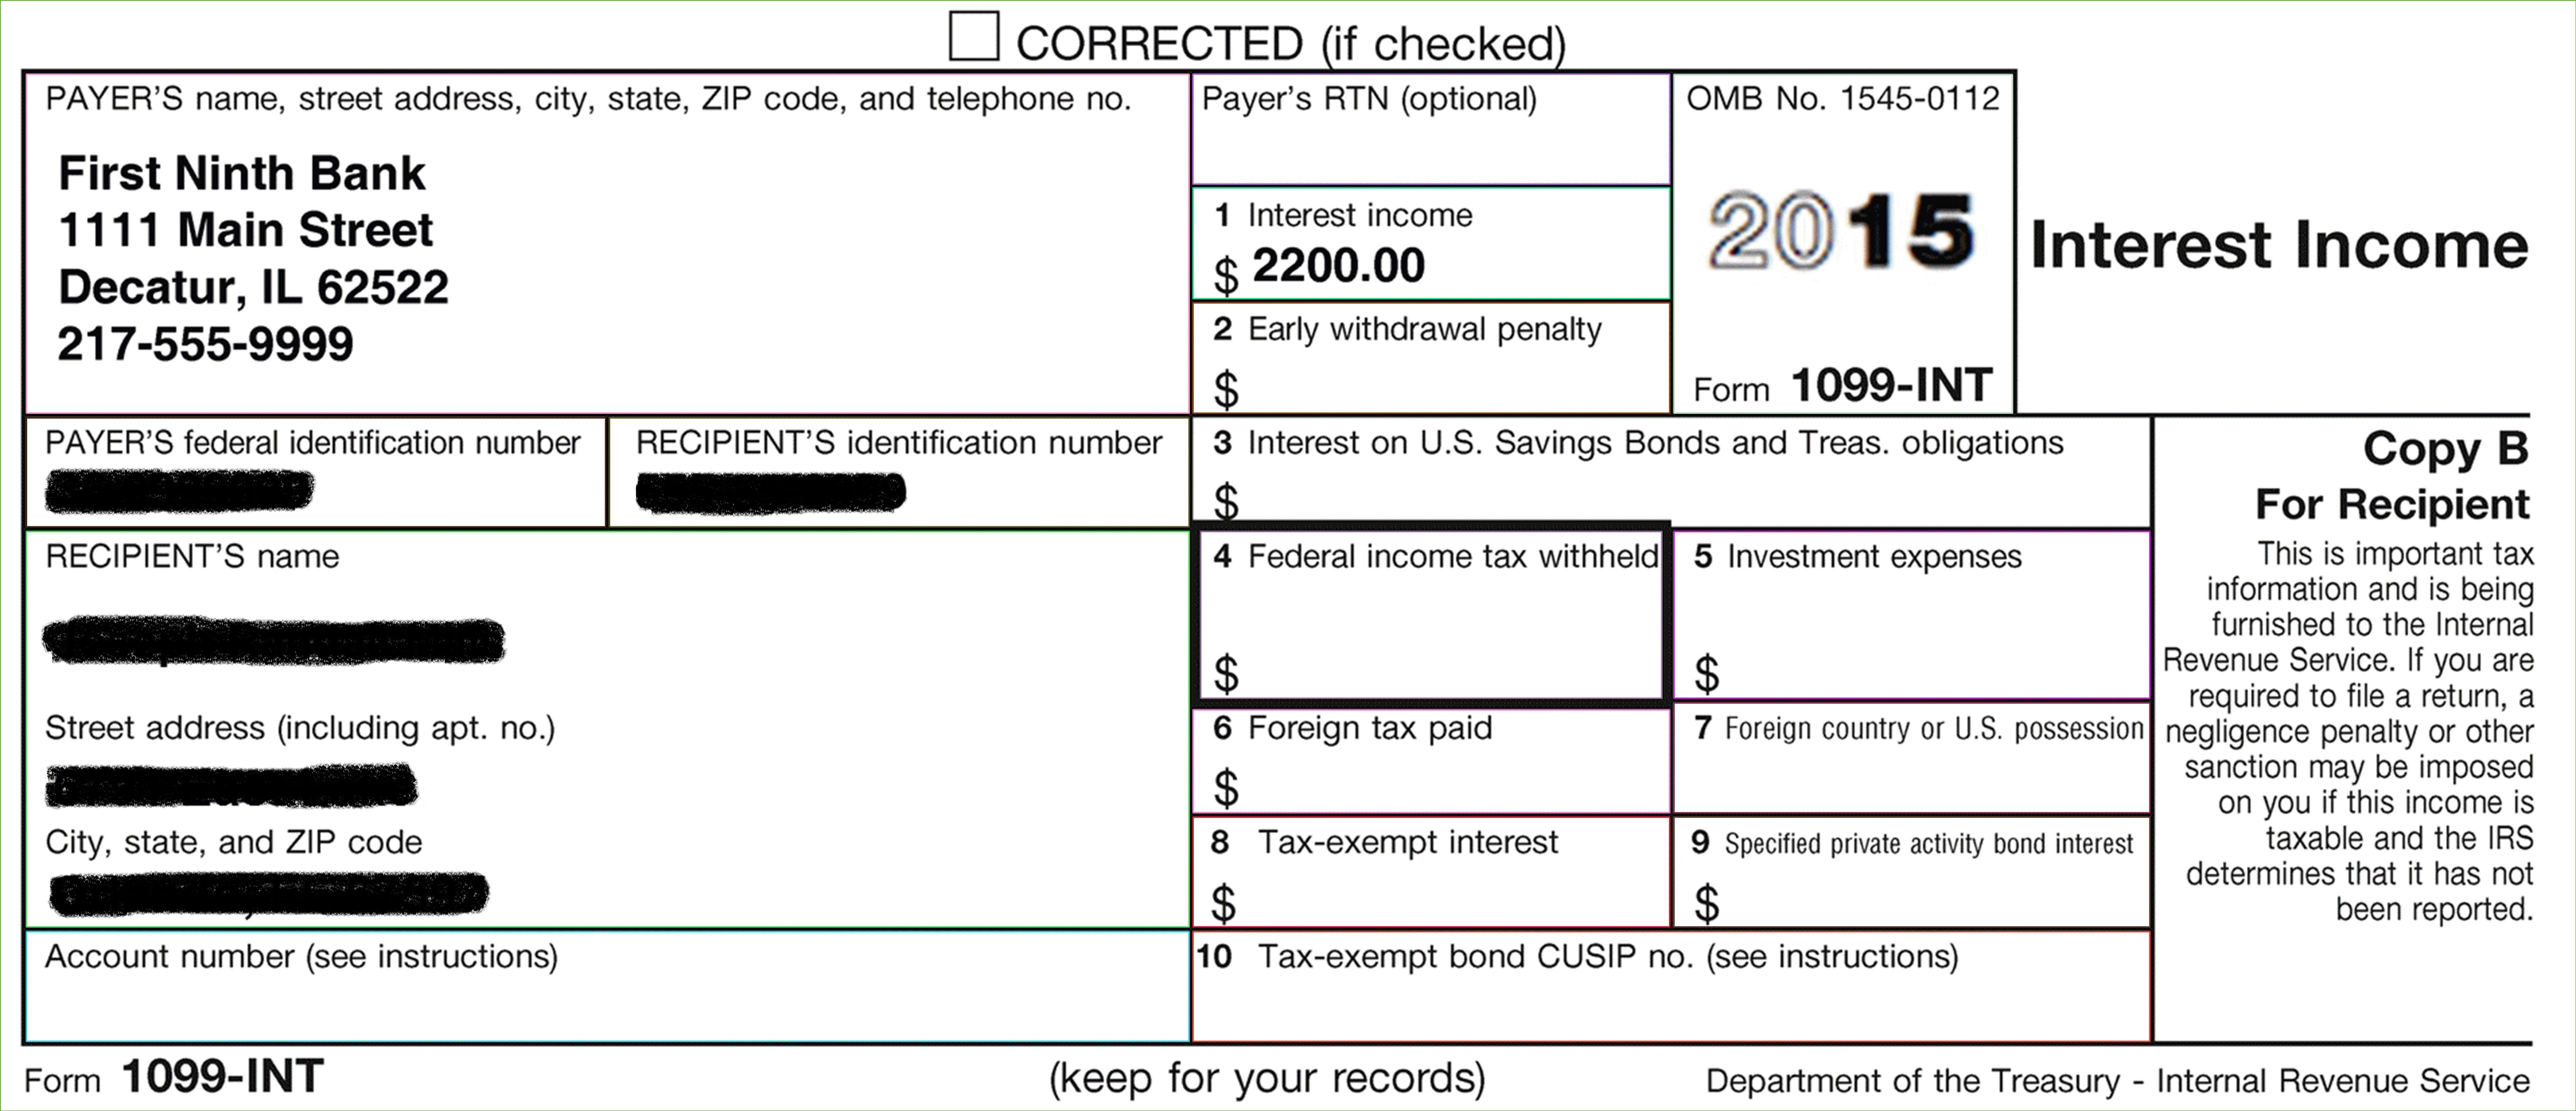 CORRECTED (if checked)
PAYER'S name, street address, city, state, ZIP code, and telephone no.
First Ninth Bank
1111 Main Street
Decatur, IL 62522
217-555-9999
Payer's RTN (optional)
1 Interest income
$ 2200.00
2 Early withdrawal penalty
$
OMB No. 1545-0112
2015
Form 1099-INT
Interest Income
PAYER'S federal identification number
RECIPIENT'S identification number
3 Interest on U.S. Savings Bonds and Treas. obligations
$
RECIPIENT'S name
Street address (including apt. no.)
City, state, and ZIP code
Account number (see instructions)
4 Federal income tax withheld
$
5 Investment expenses
$
6 Foreign tax paid
$
7 Foreign country or U.S. possession
8 Tax-exempt interest
$
9 Specified private activity bond interest
$
10 Tax-exempt bond CUSIP no. (see instructions)
Copy B
For Recipient
This is important tax
information and is being
furnished to the Internal
Revenue Service. If you are
required to file a return, a
negligence penalty or other
sanction may be imposed
on you if this income is
taxable and the IRS
determines that it has not
been reported.
Form 1099-INT
(keep for your records)
Department of the Treasury - Internal Revenue Service